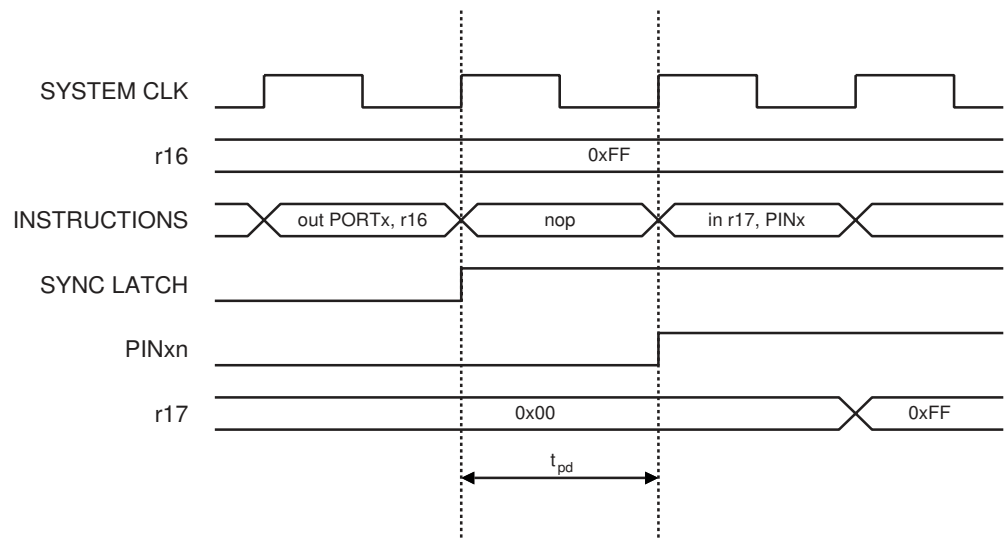 SYSTEM CLK
r16
0xFF
INSTRUCTIONS
out PORTx, r16
nop
in r17, PINx
SYNC LATCH
PINxn
r17
0x00
0xFF
tpd